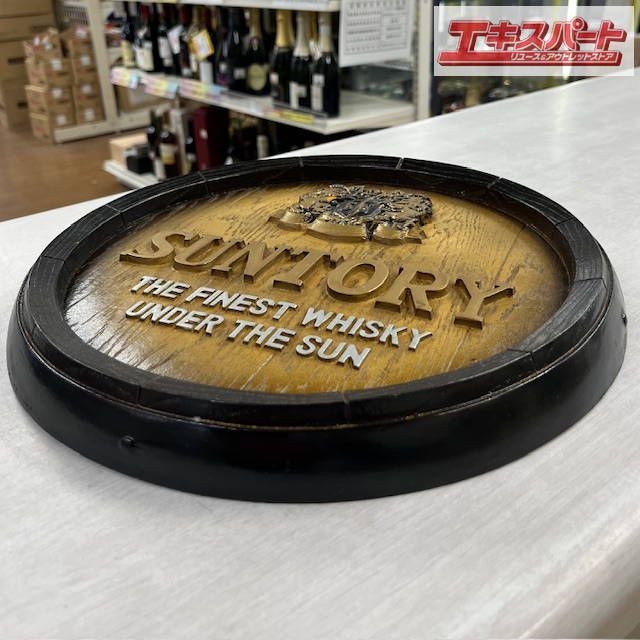 エキスパート
リユース&アウトレットストア
SUNTORY
THE FINEST WHISKY
UNDER THE SUN